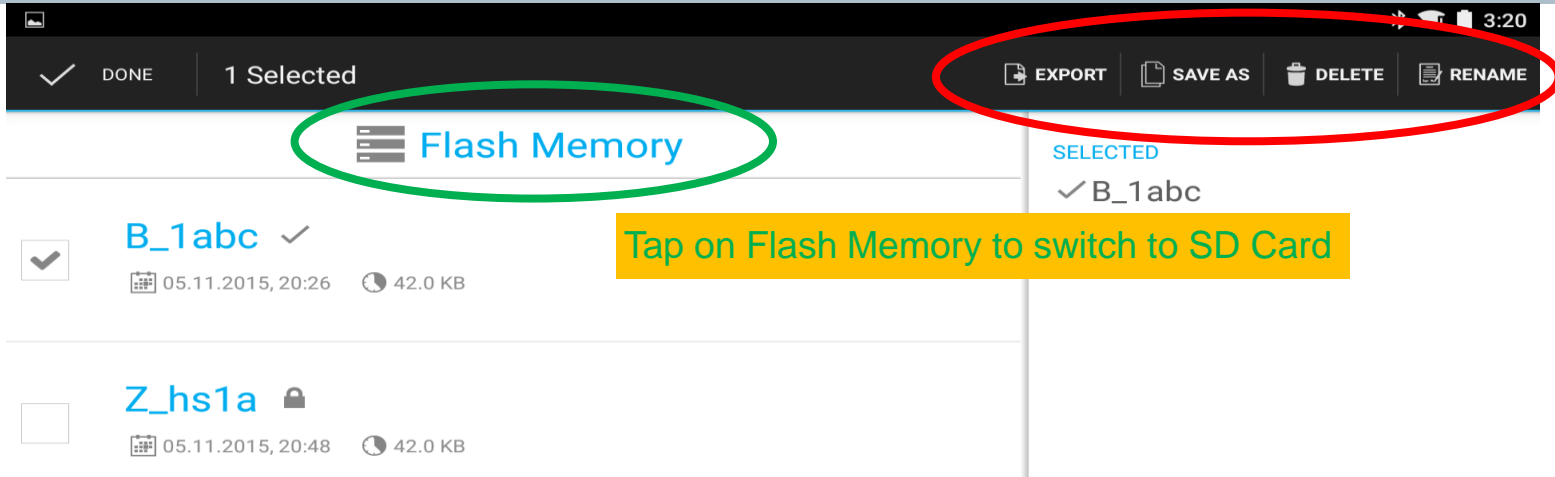 3:20
DONE 1 Selected EXPORT SAVE AS DELETE RENAME
Flash Memory
SELECTED
B_1abc
B_1abc
Tap on Flash Memory to switch to SD Card
05.11.2015, 20:26 42.0 KB
Z_hs1a
05.11.2015, 20:48 42.0 KB